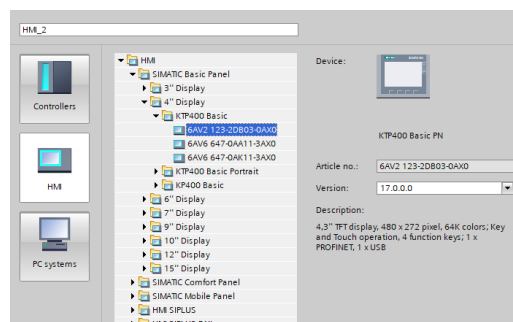 HMI_2
Controllers
HMI
PC systems
HMI
SIMATIC Basic Panel
3" Display
4" Display
KTP400 Basic
6AV2 123-2DB03-0AX0
6AV6 647-0AA11-3AX0
6AV6 647-0AK11-3AX0
KTP400 Basic Portrait
KP400 Basic
6" Display
7" Display
9" Display
10" Display
12" Display
15" Display
SIMATIC Comfort Panel
SIMATIC Mobile Panel
HMI SIPLUS
Device:
KTP400 Basic PN
Article no.:
6AV2 123-2DB03-0AX0
Version:
17.0.0.0
Description:
4,3" TFT display, 480 x 272 pixel, 64K colors; Key
and Touch operation, 4 function keys; 1 x
PROFINET, 1 x USB